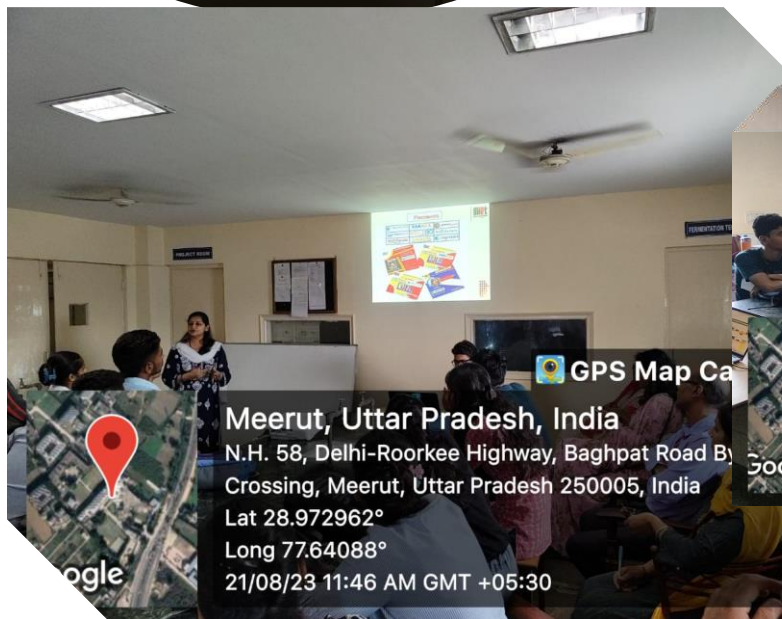 PROJECT ROOM
FERMENTATION TE
GPS Map Ca
Meerut, Uttar Pradesh, India
N.H. 58, Delhi-Roorkee Highway, Baghpat Road By
Crossing, Meerut, Uttar Pradesh 250005, India
Lat 28.972962°
Long 77.64088°
21/08/23 11:46 AM GMT +05:30
ogle
Goo